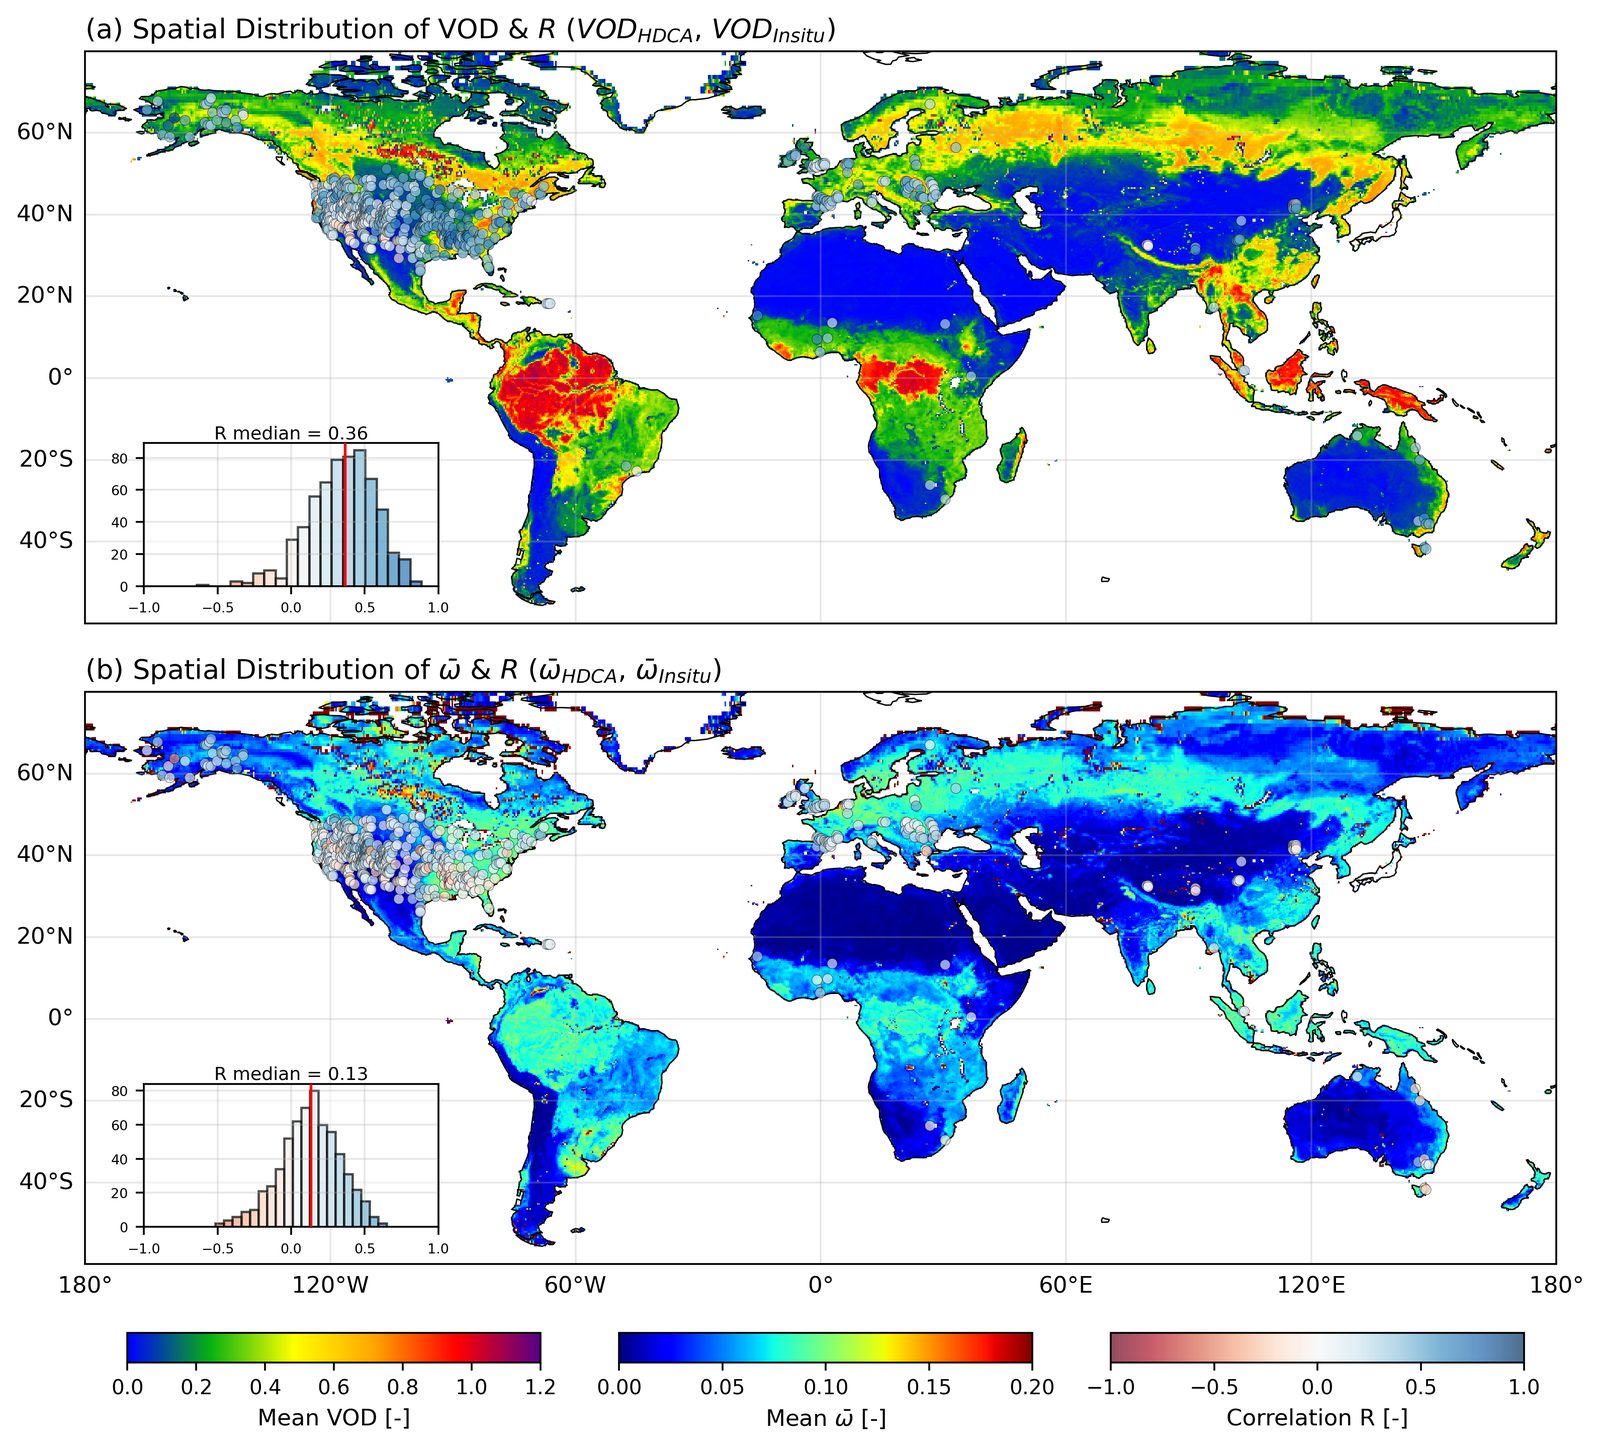 (a) Spatial Distribution of VOD & R (VOD_HDCA, VOD_Insitu)
60°N
40°N
20°N
0°
20°S
40°S
R median = 0.36
80
60
40
20
0
−1.0 −0.5 0.0 0.5 1.0
(b) Spatial Distribution of ω̄ & R (ω̄_HDCA, ω̄_Insitu)
60°N
40°N
20°N
0°
20°S
40°S
R median = 0.13
80
60
40
20
0
−1.0 −0.5 0.0 0.5 1.0
180° 120°W 60°W 0° 60°E 120°E 180°
0.0 0.2 0.4 0.6 0.8 1.0 1.2
Mean VOD [-]
0.00 0.05 0.10 0.15 0.20
Mean ω̄ [-]
−1.0 −0.5 0.0 0.5 1.0
Correlation R [-]